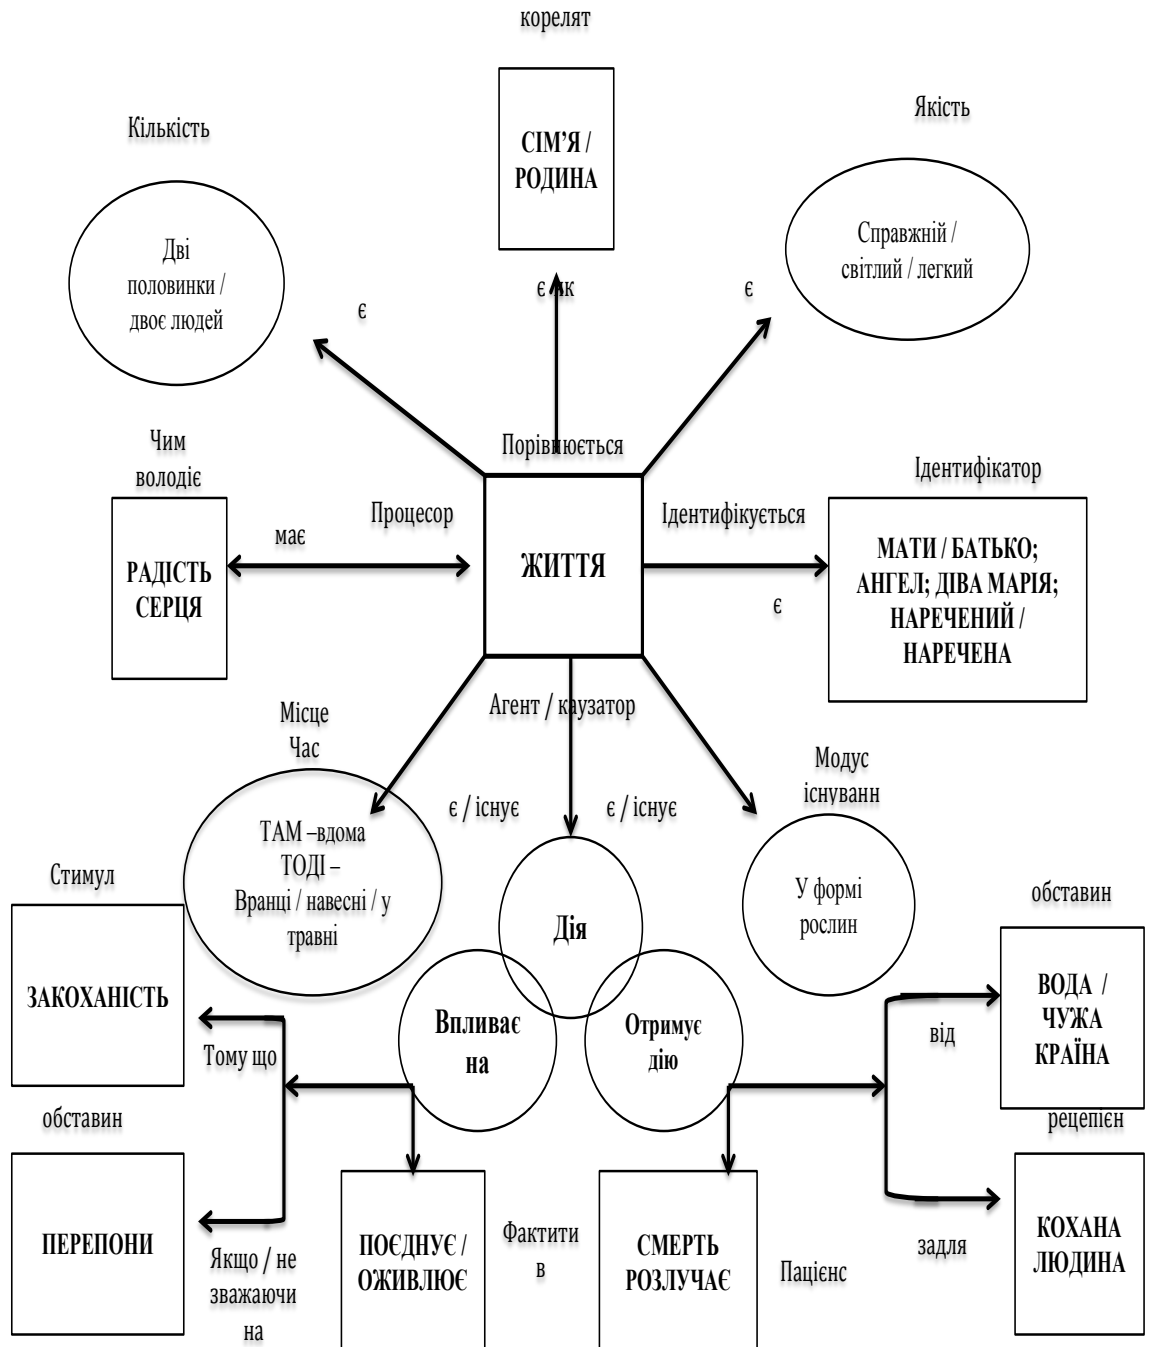 корелят
Кількість
Якість
СІМ’Я /
РОДИНА
Дві
половинки /
двоє людей
Справжній /
світлий / легкий
є
є як
є
Чим
володіє
Порівнюється
Ідентифікатор
Процесор
Ідентифікується
має
РАДІСТЬ
СЕРЦЯ
ЖИТТЯ
МАТИ / БАТЬКО;
АНГЕЛ; ДІВА МАРІЯ;
НАРЕЧЕНИЙ /
НАРЕЧЕНА
є
Місце
Час
Агент / каузатор
Модус
існуванн
є / існує
є / існує
ТАМ –вдома
ТОДІ –
Вранці / навесні / у
травні
Дія
У формі
рослин
Стимул
обставин
ЗАКОХАНІСТЬ
Впливає
на
Отримує
дію
ВОДА /
ЧУЖА
КРАЇНА
Тому що
від
обставин
рецепієн
ПЕРЕПОНИ
Якщо / не
зважаючи
на
ПОЄДНУЄ /
ОЖИВЛЮЄ
Фактити
в
СМЕРТЬ
РОЗЛУЧАЄ
Пацієнс
задля
КОХАНА
ЛЮДИНА